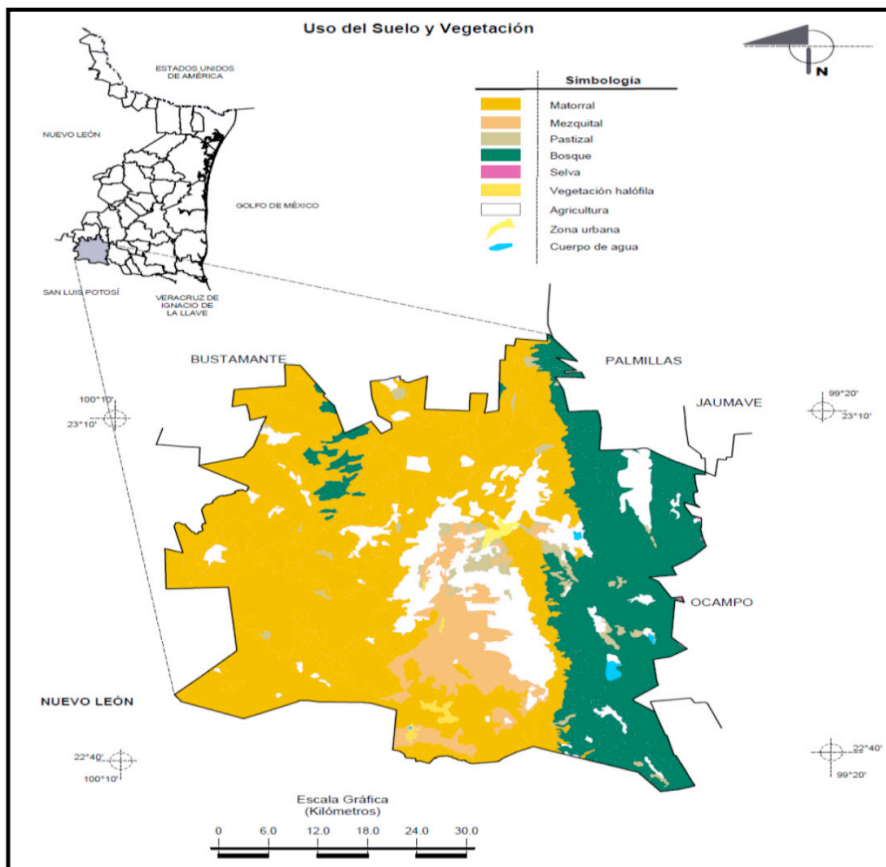 Uso del Suelo y Vegetación
N
ESTADOS UNIDOS
DE AMÉRICA
NUEVO LEÓN
GOLFO DE MÉXICO
SAN LUIS POTOSÍ
VERACRUZ DE
IGNACIO DE
LA LLAVE
Simbología
Matorral
Mezquital
Pastizal
Bosque
Selva
Vegetación halófila
Agricultura
Zona urbana
Cuerpo de agua
BUSTAMANTE
PALMILLAS
JAUMAVE
100°10'
23°10'
99°20'
23°10'
OCAMPO
NUEVO LEÓN
22°40'
100°10'
22°40'
99°20'
Escala Gráfica
(Kilómetros)
0 6.0 12.0 18.0 24.0 30.0